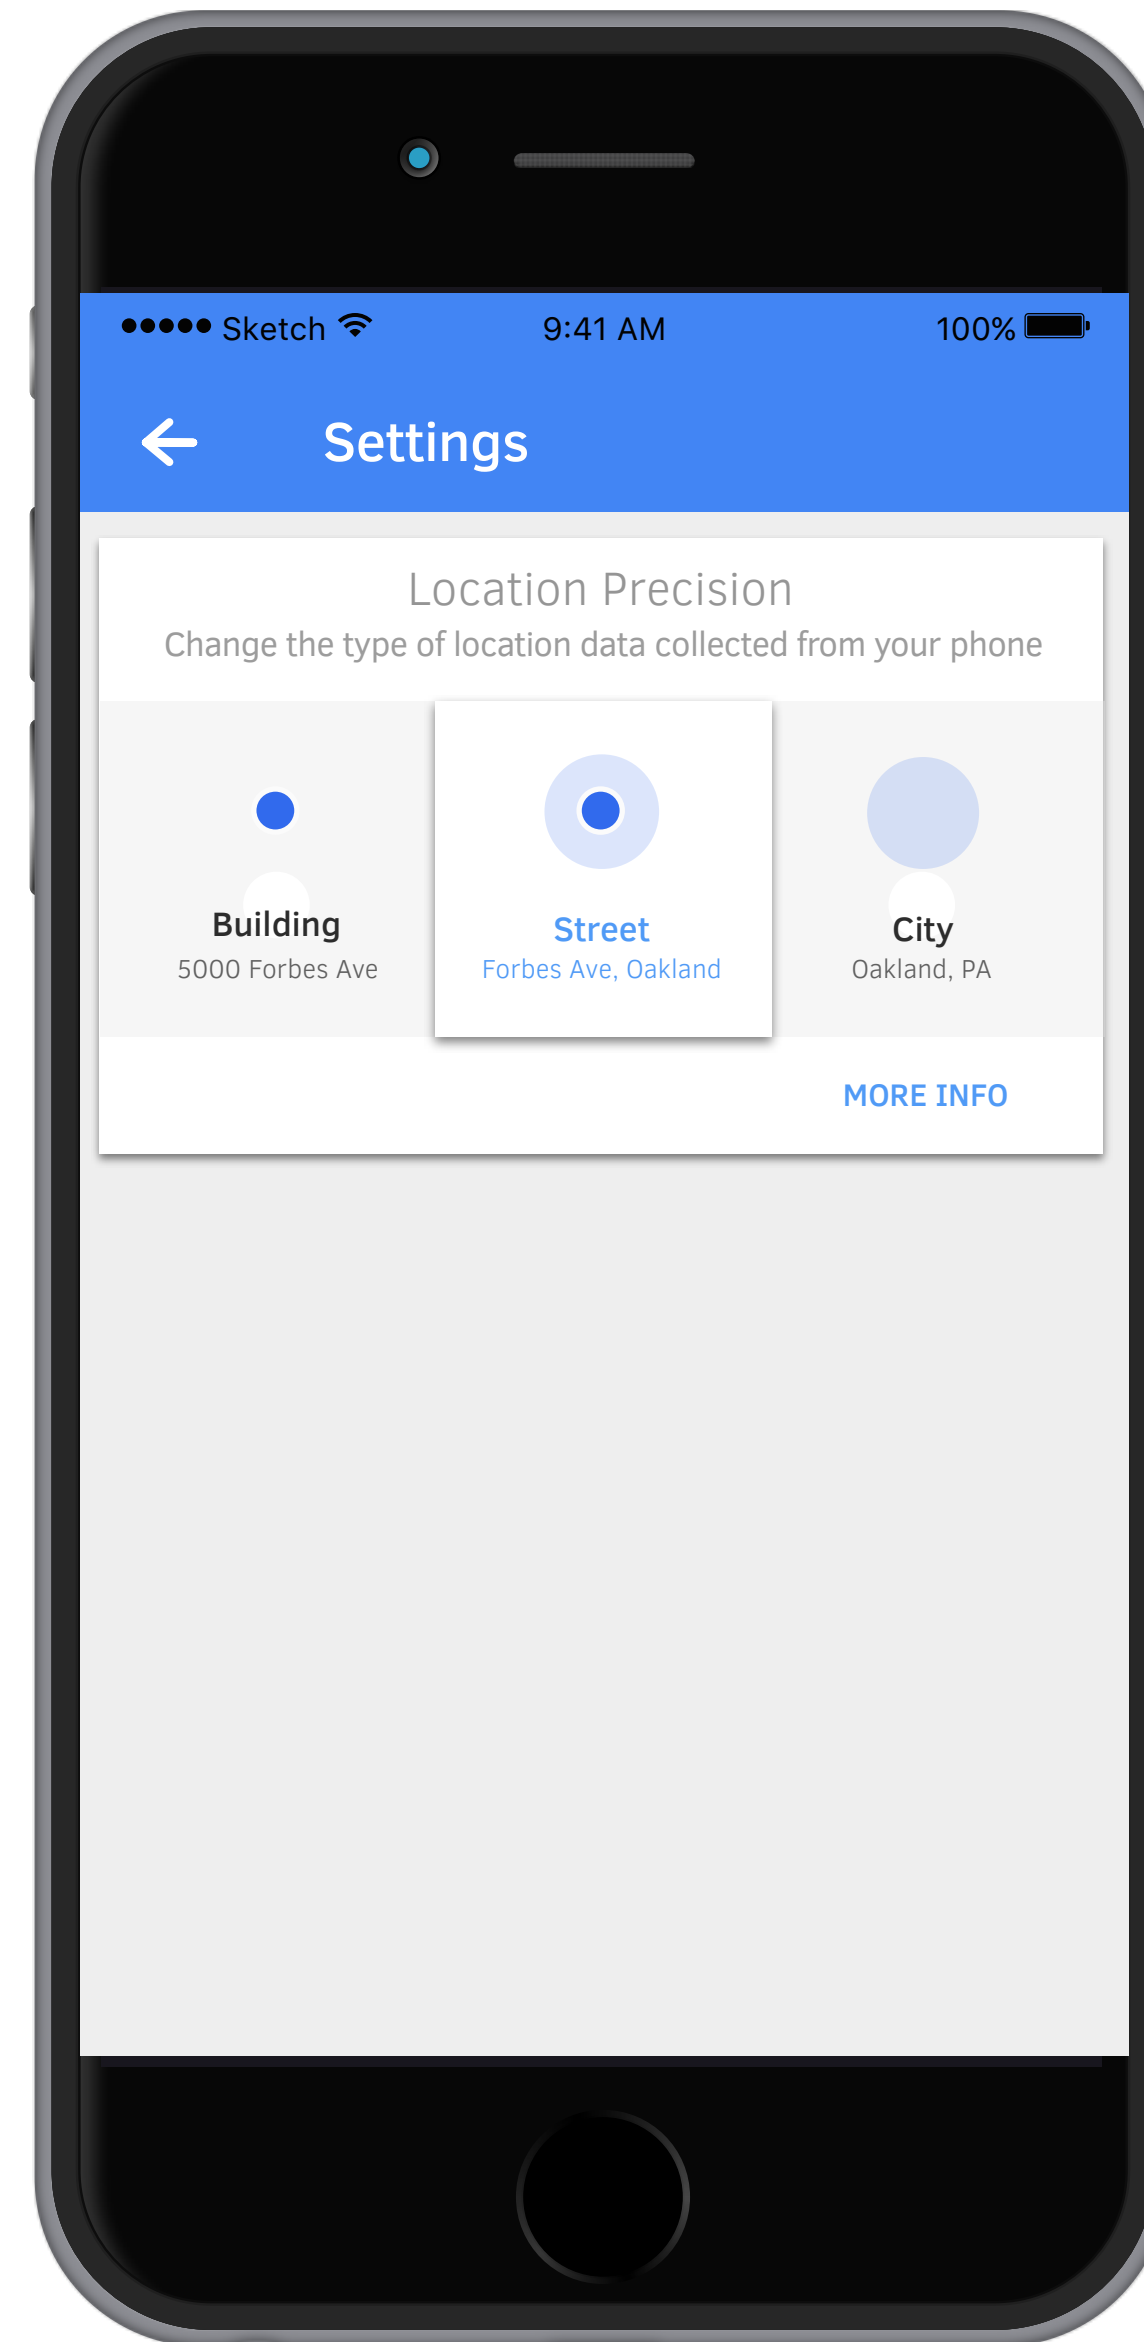 Sketch 9:41 AM 100%
Settings
Location Precision
Change the type of location data collected from your phone
Building Street City
5000 Forbes Ave Forbes Ave, Oakland Oakland, PA
MORE INFO